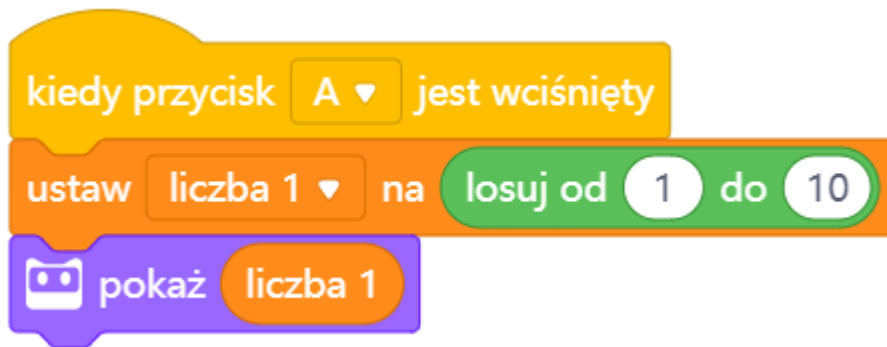 kiedy przycisk A jest wciśnięty
ustaw liczba 1 na losuj od 1 do 10
pokaż liczba 1